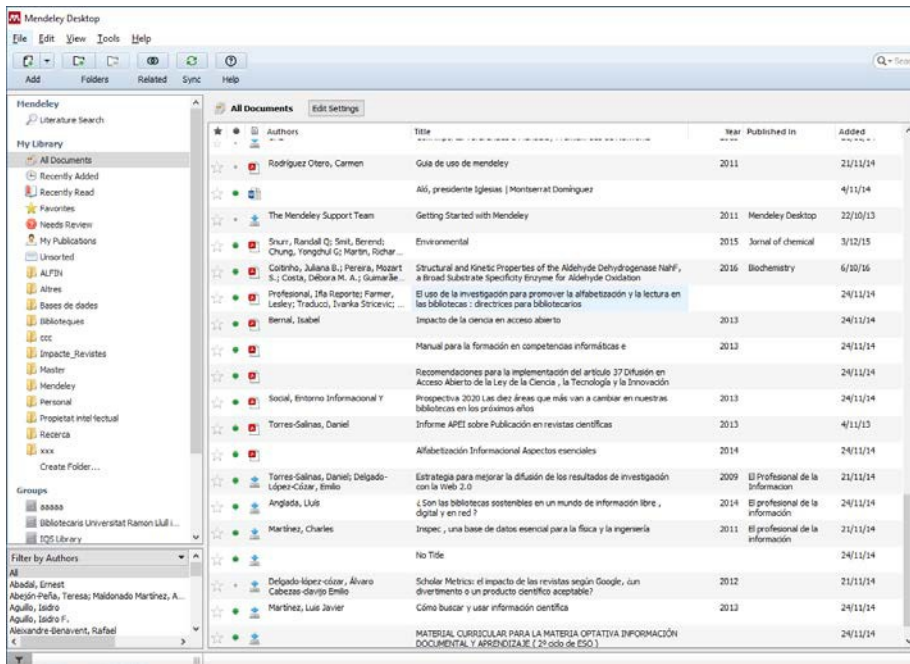 Mendeley Desktop
File Edit View Tools Help
Add Folders Related Sync Help
Mendeley
Literature Search
My Library
All Documents
Recently Added
Recently Read
Favorites
Needs Review
My Publications
Unsorted
ALFIN
Altres
Bases de dades
Biblioteques
ccc
Impacte_Revistes
Master
Mendeley
Personal
Propietat intel·lectual
Recerca
xxx
Create Folder...
Groups
aaaaa
Bibliotecaris Universitat Ramon Llull i...
IQS Library
Filter by Authors
All
Abadal, Ernest
Abejón-Peña, Teresa; Maldonado Martínez, A...
Aguillo, Isidro
Aguillo, Isidro F.
Aleixandre-Benavent, Rafael
All Documents Edit Settings
Authors Title Year Published In Added
Rodríguez Otero, Carmen Guia de uso de mendeley 2011 21/11/14
Aló, presidente Iglesias | Montserrat Domínguez 4/11/14
The Mendeley Support Team Getting Started with Mendeley 2011 Mendeley Desktop 22/10/13
Snurr, Randall Q; Smit, Berend; Environmental 2015 Jornal of chemical 3/12/15
Chung, Yongchul G; Martin, Richar...
Coitinho, Juliana B.; Pereira, Mozart Structural and Kinetic Properties of the Aldehyde Dehydrogenase NahF, 2016 Biochemistry 6/10/16
S.; Costa, Débora M. A.; Guimarãe... a Broad Substrate Specificity Enzyme for Aldehyde Oxidation
Profesional, Ifla Reporte; Farmer, El uso de la investigación para promover la alfabetización y la lectura en 24/11/14
Lesley; Traducci, Ivanka Stricevic; ... las bibliotecas : directrices para bibliotecarios
Bernal, Isabel Impacto de la ciencia en acceso abierto 2013 24/11/14
Manual para la formación en competencias informáticas e 2013 24/11/14
Recomendaciones para la implementación del artículo 37 Difusión en 24/11/14
Acceso Abierto de la Ley de la Ciencia , la Tecnología y la Innovación
Social, Entorno Informacional Y Prospectiva 2020 Las diez áreas que más van a cambiar en nuestras 2013 24/11/14
bibliotecas en los próximos años
Torres-Salinas, Daniel Informe APEI sobre Publicación en revistas científicas 2013 4/11/13
Alfabetización Informacional Aspectos esenciales 2014 24/11/14
Torres-Salinas, Daniel; Delgado- Estrategia para mejorar la difusión de los resultados de investigación 2009 El Profesional de la 21/11/14
López-Cózar, Emilio con la Web 2.0 Informacion
Anglada, Lluís ¿ Son las bibliotecas sostenibles en un mundo de información libre , 2014 El profesional de la 24/11/14
digital y en red ? información
Martínez, Charles Inspec , una base de datos esencial para la física y la ingeniería 2011 El profesional de la 21/11/14
información
No Title 24/11/14
Delgado-lópez-cózar, Álvaro Scholar Metrics: el impacto de las revistas según Google, ¿un 2012 21/11/14
Cabezas-clavijo Emilio divertimento o un producto científico aceptable?
Martínez, Luis Javier Cómo buscar y usar información científica 2013 24/11/14
MATERIAL CURRICULAR PARA LA MATERIA OPTATIVA INFORMACIÓN 24/11/14
DOCUMENTAL Y APRENDIZAJE ( 2º ciclo de ESO )